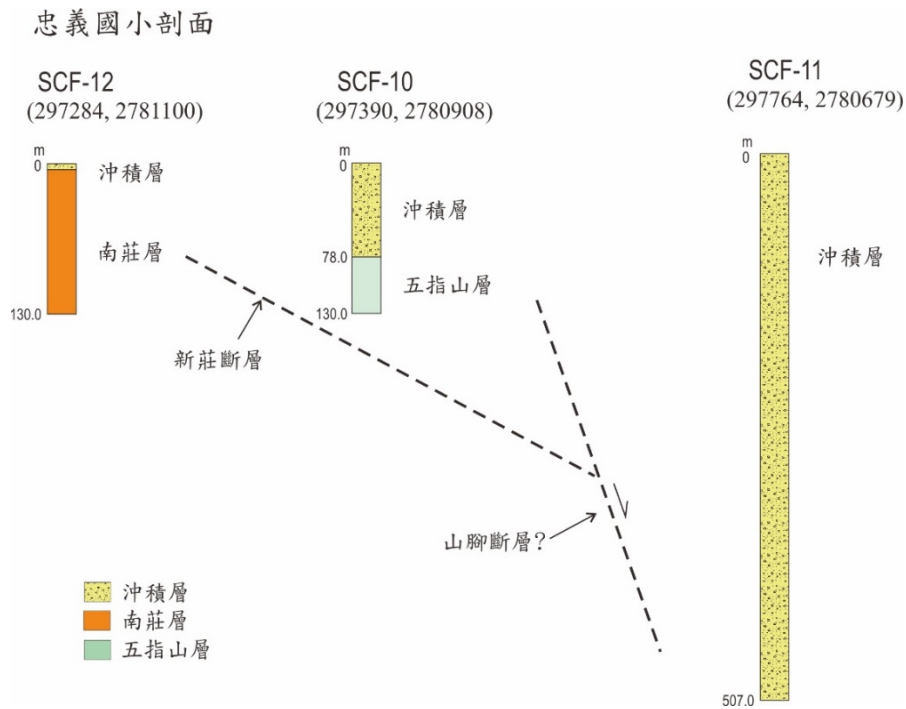 忠義國小剖面
SCF-12
(297284, 2781100)
m
0
沖積層
南莊層
130.0
SCF-10
(297390, 2780908)
m
0
沖積層
78.0
五指山層
130.0
SCF-11
(297764, 2780679)
m
0
沖積層
507.0
新莊斷層
山腳斷層?
沖積層
南莊層
五指山層